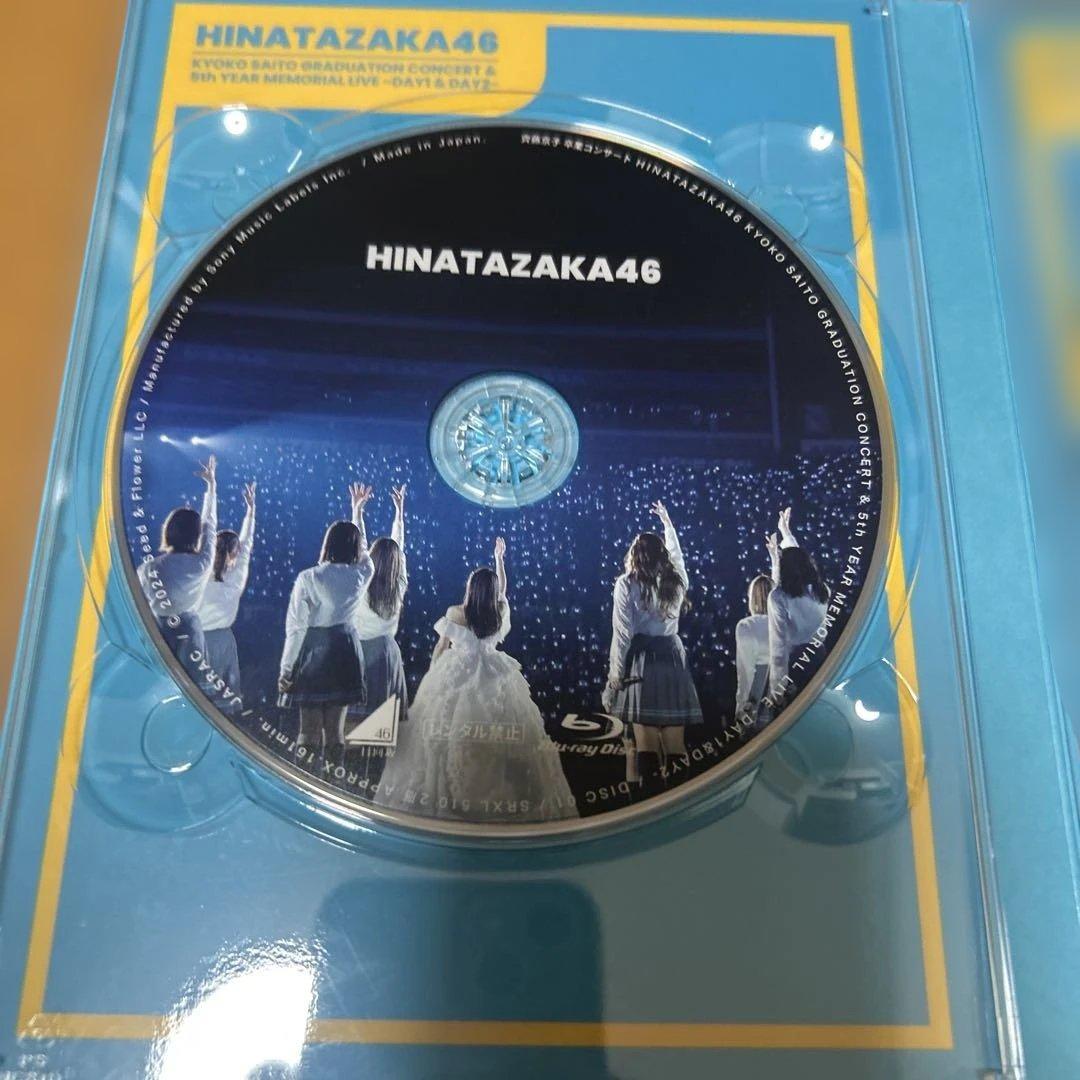 HINATAZAKA46
KYOKO SAITO GRADUATION CONCERT &
5th YEAR MEMORIAL LIVE -DAY1 & DAY2-
齊藤京子 卒業コンサート HINATAZAKA46 KYOKO SAITO GRADUATION CONCERT & 5th YEAR MEMORIAL LIVE -DAY1&DAY2- / DISC 01 / SRXL 510 2層 APPROX.161min. / JASRAC / © 2024 Seed & Flower LLC / Manufactured by Sony Music Labels Inc. / Made in Japan.
HINATAZAKA46
46
レンタル禁止
Blu-ray Disc